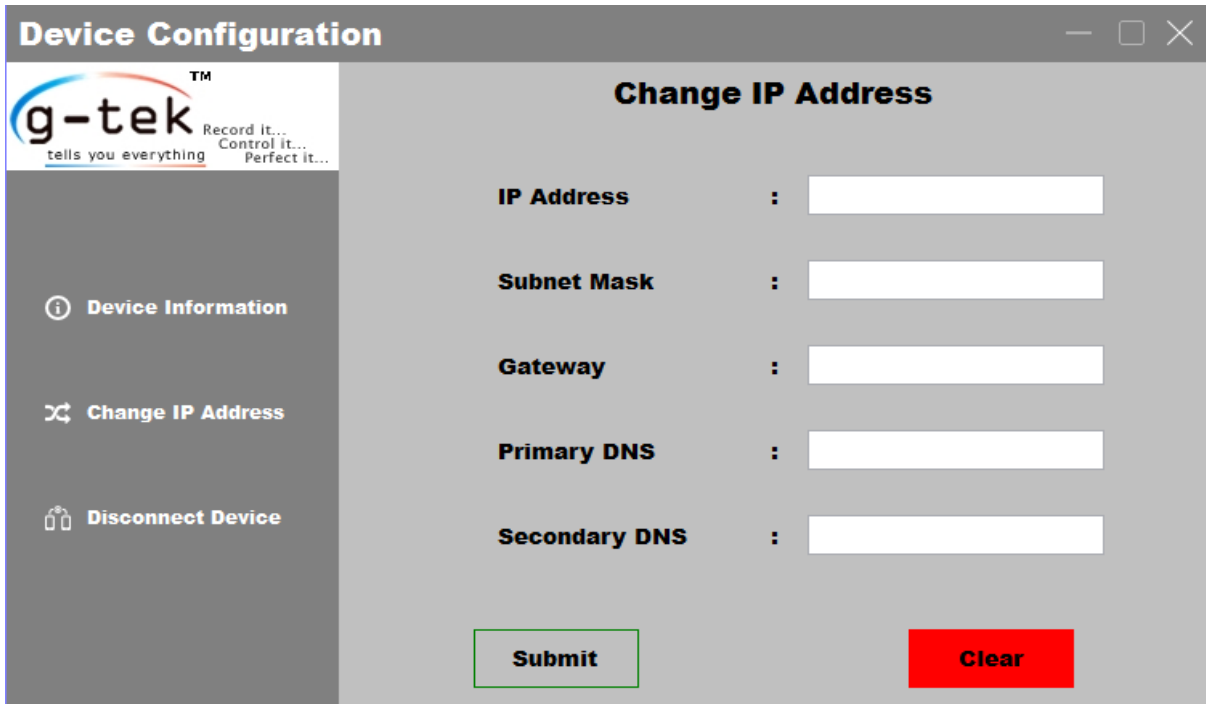 Device Configuration
TM
g-tek
Record it...
Control it...
tells you everything
Perfect it...
Device Information
Change IP Address
Disconnect Device
Change IP Address
IP Address :
Subnet Mask :
Gateway :
Primary DNS :
Secondary DNS :
Submit
Clear